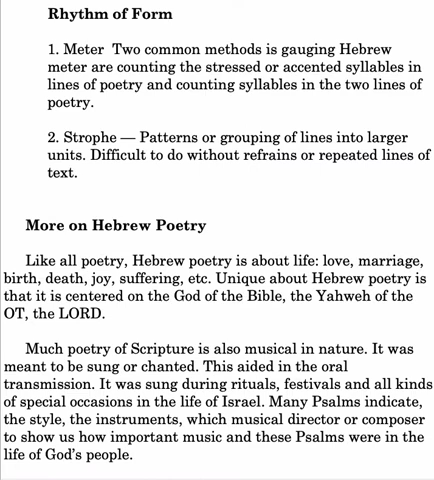 Rhythm of Form
1. Meter Two common methods is gauging Hebrew
meter are counting the stressed or accented syllables in
lines of poetry and counting syllables in the two lines of
poetry.
2. Strophe — Patterns or grouping of lines into larger
units. Difficult to do without refrains or repeated lines of
text.
More on Hebrew Poetry
Like all poetry, Hebrew poetry is about life: love, marriage,
birth, death, joy, suffering, etc. Unique about Hebrew poetry is
that it is centered on the God of the Bible, the Yahweh of the
OT, the LORD.
Much poetry of Scripture is also musical in nature. It was
meant to be sung or chanted. This aided in the oral
transmission. It was sung during rituals, festivals and all kinds
of special occasions in the life of Israel. Many Psalms indicate,
the style, the instruments, which musical director or composer
to show us how important music and these Psalms were in the
life of God's people.